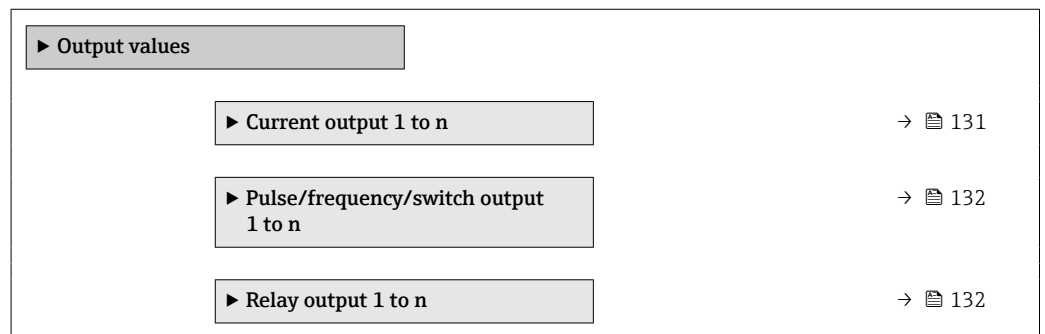 ▶ Output values
▶ Current output 1 to n → 131
▶ Pulse/frequency/switch output
1 to n → 132
▶ Relay output 1 to n → 132